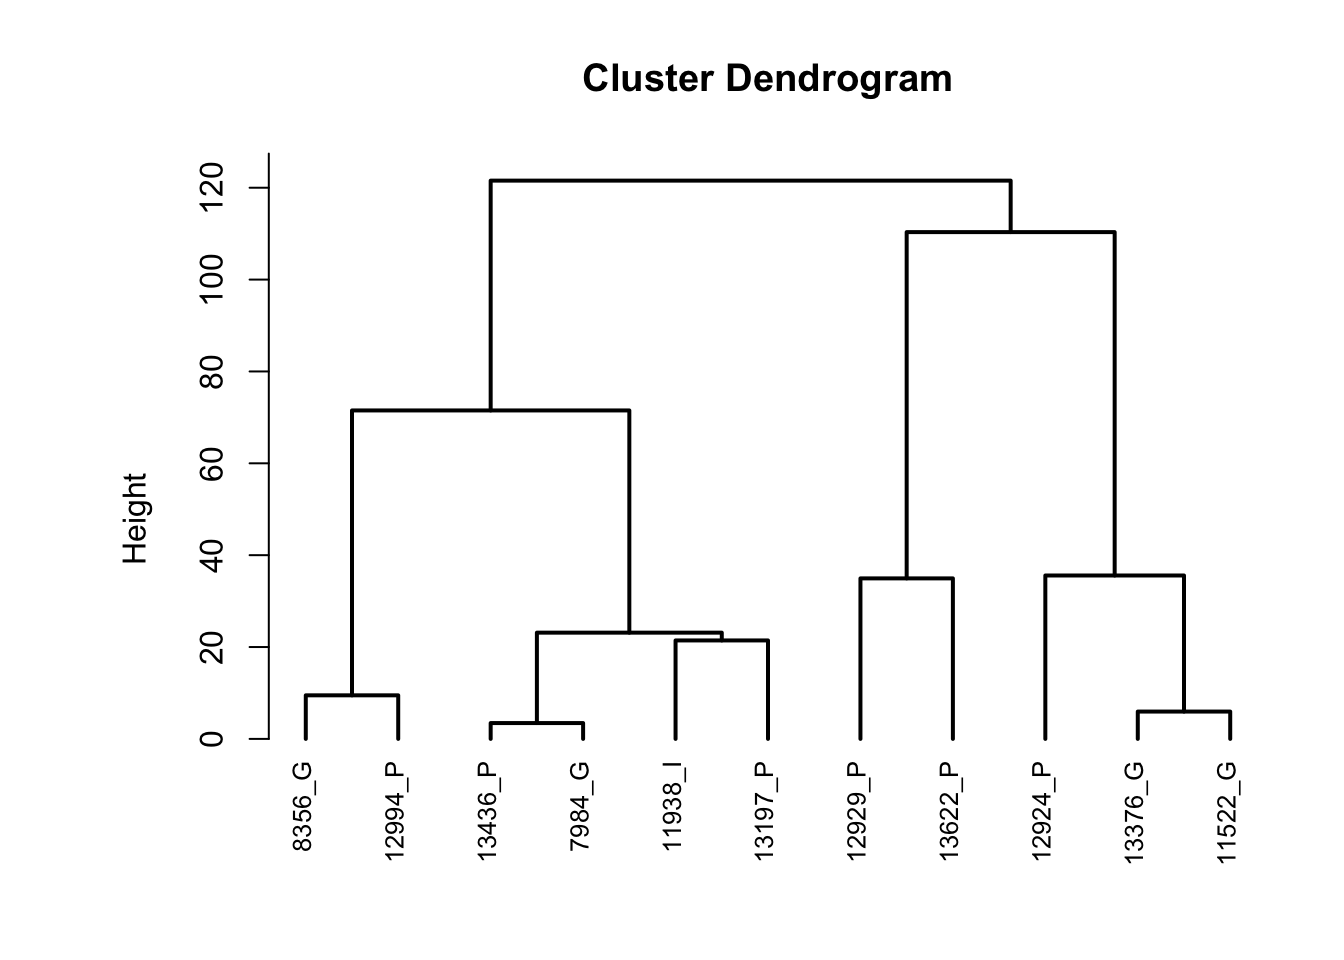 Cluster Dendrogram
Height
120
100
80
60
40
20
0
8356_G
12994_P
13436_P
7984_G
11938_I
13197_P
12929_P
13622_P
12924_P
13376_G
11522_G